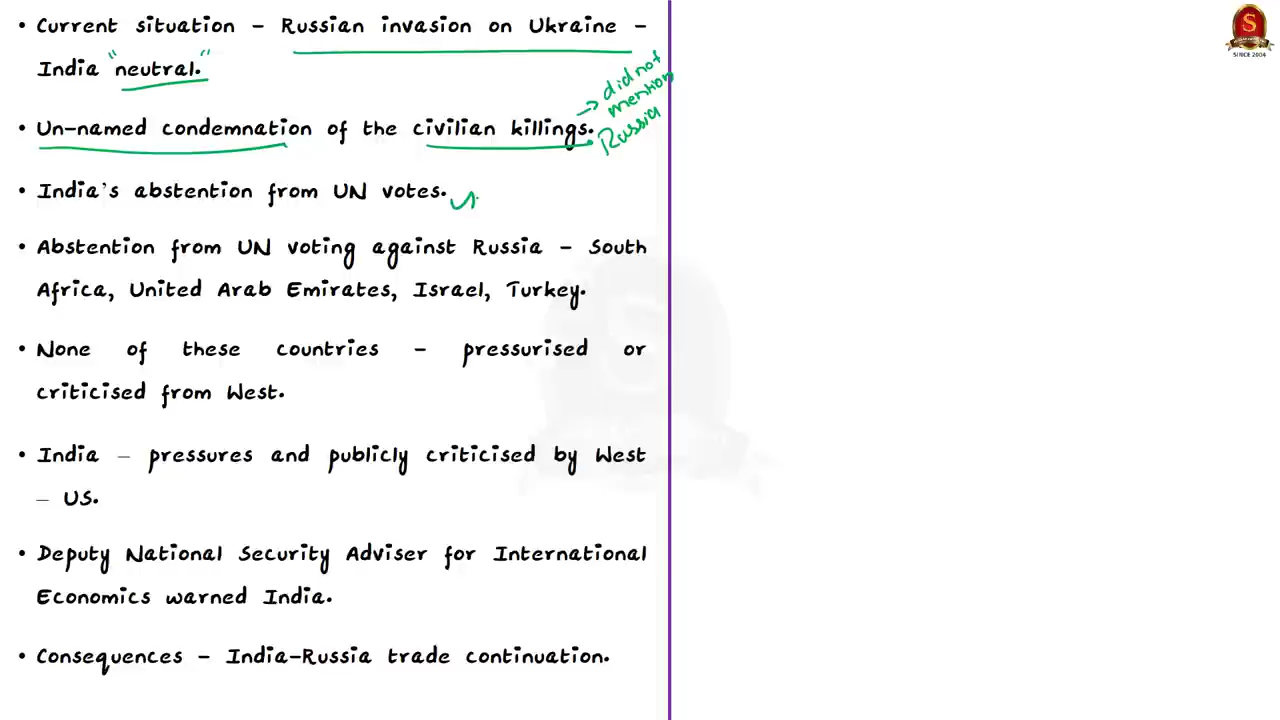 • Current situation – Russian invasion on Ukraine –
India "neutral."
• Un-named condemnation of the civilian killings.
→ did not
mention
Russia
• India's abstention from UN votes.
• Abstention from UN voting against Russia – South
Africa, United Arab Emirates, Israel, Turkey.
• None of these countries – pressurised or
criticised from West.
• India – pressures and publicly criticised by West
– US.
• Deputy National Security Adviser for International
Economics warned India.
• Consequences – India-Russia trade continuation.
S
SINCE 2004